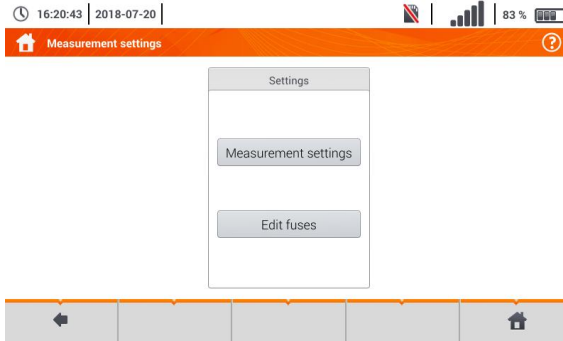 16:20:43 2018-07-20 83 %
Measurement settings ?
Settings
Measurement settings
Edit fuses